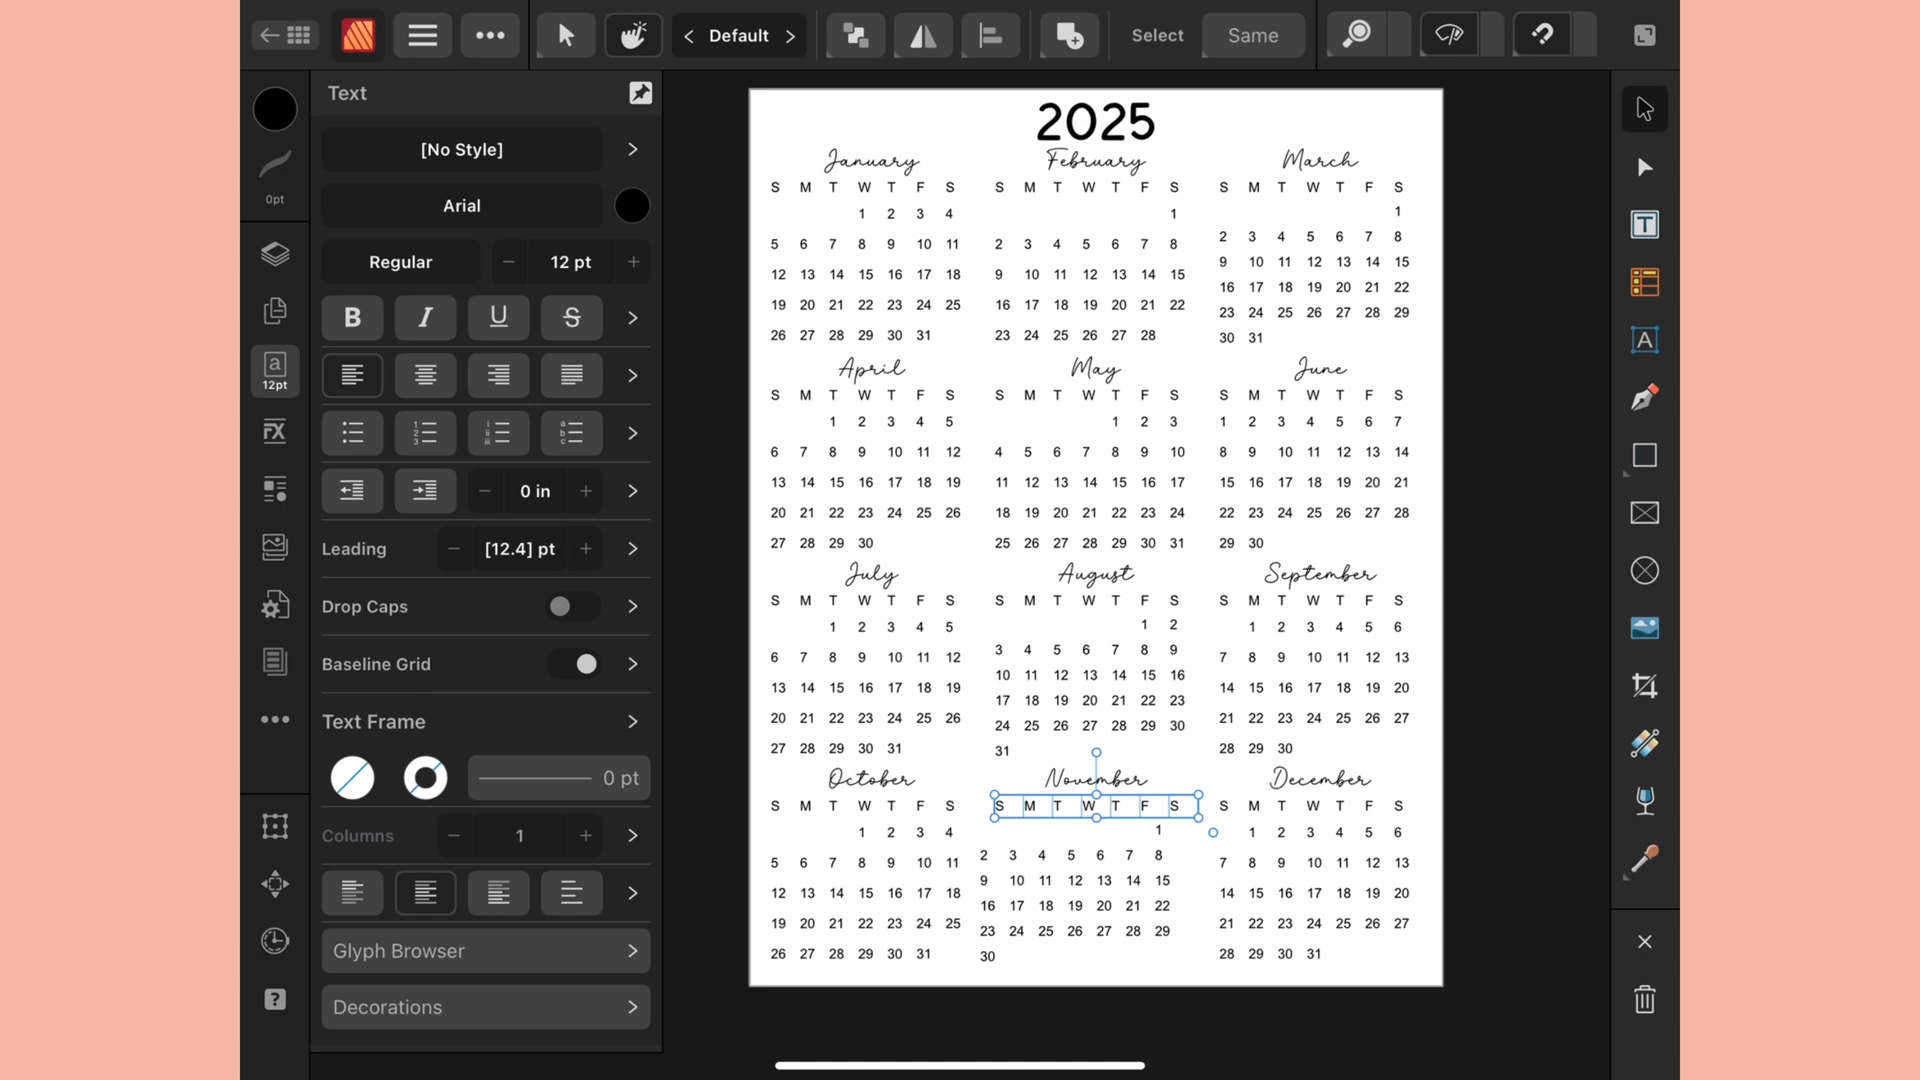 Default
Select
Same
Text
[No Style]
Arial
Regular
12 pt
B I U S
0 in
Leading
[12.4] pt
Drop Caps
Baseline Grid
Text Frame
0 pt
Columns
1
Glyph Browser
Decorations
0pt
a
12pt
FX
?
T
A
2025
January
S M T W T F S
1 2 3 4
5 6 7 8 9 10 11
12 13 14 15 16 17 18
19 20 21 22 23 24 25
26 27 28 29 30 31
February
S M T W T F S
1
2 3 4 5 6 7 8
9 10 11 12 13 14 15
16 17 18 19 20 21 22
23 24 25 26 27 28
March
S M T W T F S
1
2 3 4 5 6 7 8
9 10 11 12 13 14 15
16 17 18 19 20 21 22
23 24 25 26 27 28 29
30 31
April
S M T W T F S
1 2 3 4 5
6 7 8 9 10 11 12
13 14 15 16 17 18 19
20 21 22 23 24 25 26
27 28 29 30
May
S M T W T F S
1 2 3
4 5 6 7 8 9 10
11 12 13 14 15 16 17
18 19 20 21 22 23 24
25 26 27 28 29 30 31
June
S M T W T F S
1 2 3 4 5 6 7
8 9 10 11 12 13 14
15 16 17 18 19 20 21
22 23 24 25 26 27 28
29 30
July
S M T W T F S
1 2 3 4 5
6 7 8 9 10 11 12
13 14 15 16 17 18 19
20 21 22 23 24 25 26
27 28 29 30 31
August
S M T W T F S
1 2
3 4 5 6 7 8 9
10 11 12 13 14 15 16
17 18 19 20 21 22 23
24 25 26 27 28 29 30
31
September
S M T W T F S
1 2 3 4 5 6
7 8 9 10 11 12 13
14 15 16 17 18 19 20
21 22 23 24 25 26 27
28 29 30
October
S M T W T F S
1 2 3 4
5 6 7 8 9 10 11
12 13 14 15 16 17 18
19 20 21 22 23 24 25
26 27 28 29 30 31
November
S M T W T F S
1
2 3 4 5 6 7 8
9 10 11 12 13 14 15
16 17 18 19 20 21 22
23 24 25 26 27 28 29
30
December
S M T W T F S
1 2 3 4 5 6
7 8 9 10 11 12 13
14 15 16 17 18 19 20
21 22 23 24 25 26 27
28 29 30 31